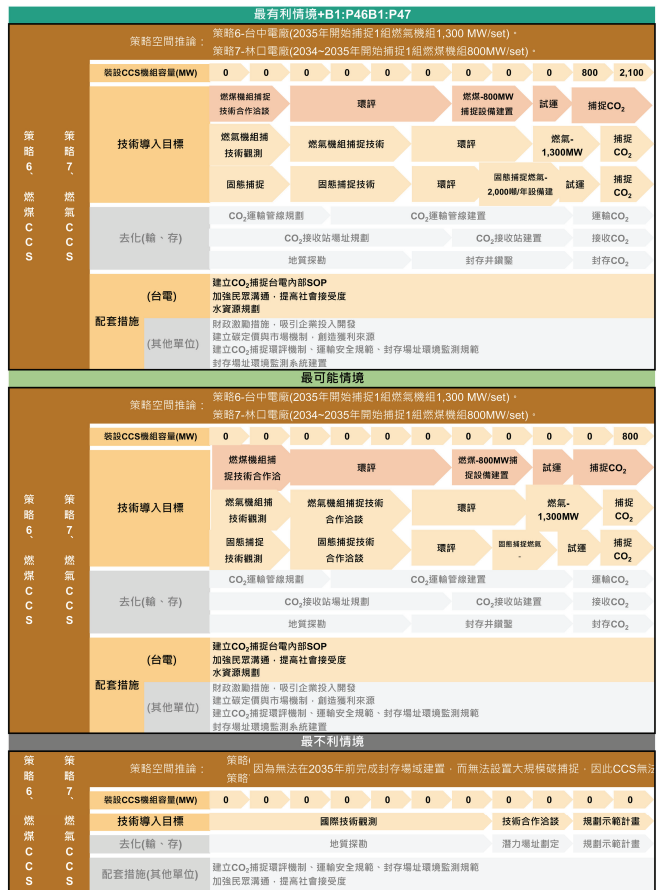 最有利情境+B1:P46B1:P47
策略6、燃煤CCS
策略7、燃氣CCS
策略空間推論：
策略6-台中電廠(2035年開始捕捉1組燃氣機組1,300 MW/set)。
策略7-林口電廠(2034~2035年開始捕捉1組燃煤機組800MW/set)。
裝設CCS機組容量(MW) 0 0 0 0 0 0 0 0 0 800 2,100
技術導入目標
燃煤機組捕捉
技術合作洽談
環評
燃煤-800MW
捕捉設備建置
試運
捕捉CO2
燃氣機組捕
技術觀測
燃氣機組捕捉技術
環評
燃氣-
1,300MW
捕捉
CO2
固態捕捉
固態捕捉技術
環評
固態捕捉燃氣-
2,000噸/年設備建
試運
捕捉
CO2
去化(輸、存)
CO2運輸管線規劃 CO2運輸管線建置 運輸CO2
CO2接收站場址規劃 CO2接收站建置 接收CO2
地質探勘 封存井鑽鑿 封存CO2
配套措施
(台電)
建立CO2捕捉台電內部SOP
加強民眾溝通，提高社會接受度
水資源規劃
(其他單位)
財政激勵措施，吸引企業投入開發
建立碳定價與市場機制，創造獲利來源
建立CO2捕捉環評機制、運輸安全規範、封存場址環境監測規範
封存場址環境監測系統建置
最可能情境
策略6、燃煤CCS
策略7、燃氣CCS
策略空間推論：
策略6-台中電廠(2035年開始捕捉1組燃氣機組1,300 MW/set)。
策略7-林口電廠(2034~2035年開始捕捉1組燃煤機組800MW/set)。
裝設CCS機組容量(MW) 0 0 0 0 0 0 0 0 0 0 800
技術導入目標
燃煤機組捕
捉技術合作洽
環評
燃煤-800MW捕
捉設備建置
試運
捕捉CO2
燃氣機組捕
技術觀測
燃氣機組捕捉技術
合作洽談
環評
燃氣-
1,300MW
捕捉
CO2
固態捕捉
技術觀測
固態捕捉技術
合作洽談
環評
固態捕捉燃氣
-
試運
捕捉
CO2
去化(輸、存)
CO2運輸管線規劃 CO2運輸管線建置 運輸CO2
CO2接收站場址規劃 CO2接收站建置 接收CO2
地質探勘 封存井鑽鑿 封存CO2
配套措施
(台電)
建立CO2捕捉台電內部SOP
加強民眾溝通，提高社會接受度
水資源規劃
(其他單位)
財政激勵措施，吸引企業投入開發
建立碳定價與市場機制，創造獲利來源
建立CO2捕捉環評機制、運輸安全規範、封存場址環境監測規範
封存場址環境監測系統建置
最不利情境
策略6、燃煤CCS
策略7、燃氣CCS
策略空間推論：
策略
策略
因為無法在2035年前完成封存場域建置，而無法設置大規模碳捕捉，因此CCS無法
裝設CCS機組容量(MW) 0 0 0 0 0 0 0 0 0 0 0
技術導入目標 國際技術觀測 技術合作洽談 規劃示範計畫
去化(輸、存) 地質探勘 潛力場址劃定 規劃示範計畫
配套措施(其他單位)
建立CO2捕捉環評機制、運輸安全規範、封存場址環境監測規範
加強民眾溝通，提高社會接受度